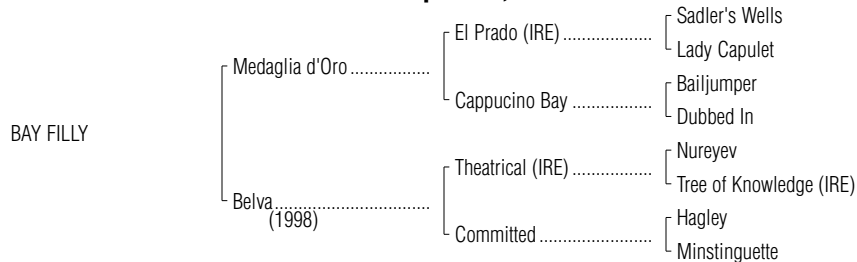 Sadler's Wells
El Prado (IRE) ....................
Lady Capulet
Medaglia d'Oro .................
Bailjumper
Cappucino Bay ..................
Dubbed In
BAY FILLY
Nureyev
Theatrical (IRE) ..................
Tree of Knowledge (IRE)
Belva.................................
(1998)
Hagley
Committed .........................
Minstinguette